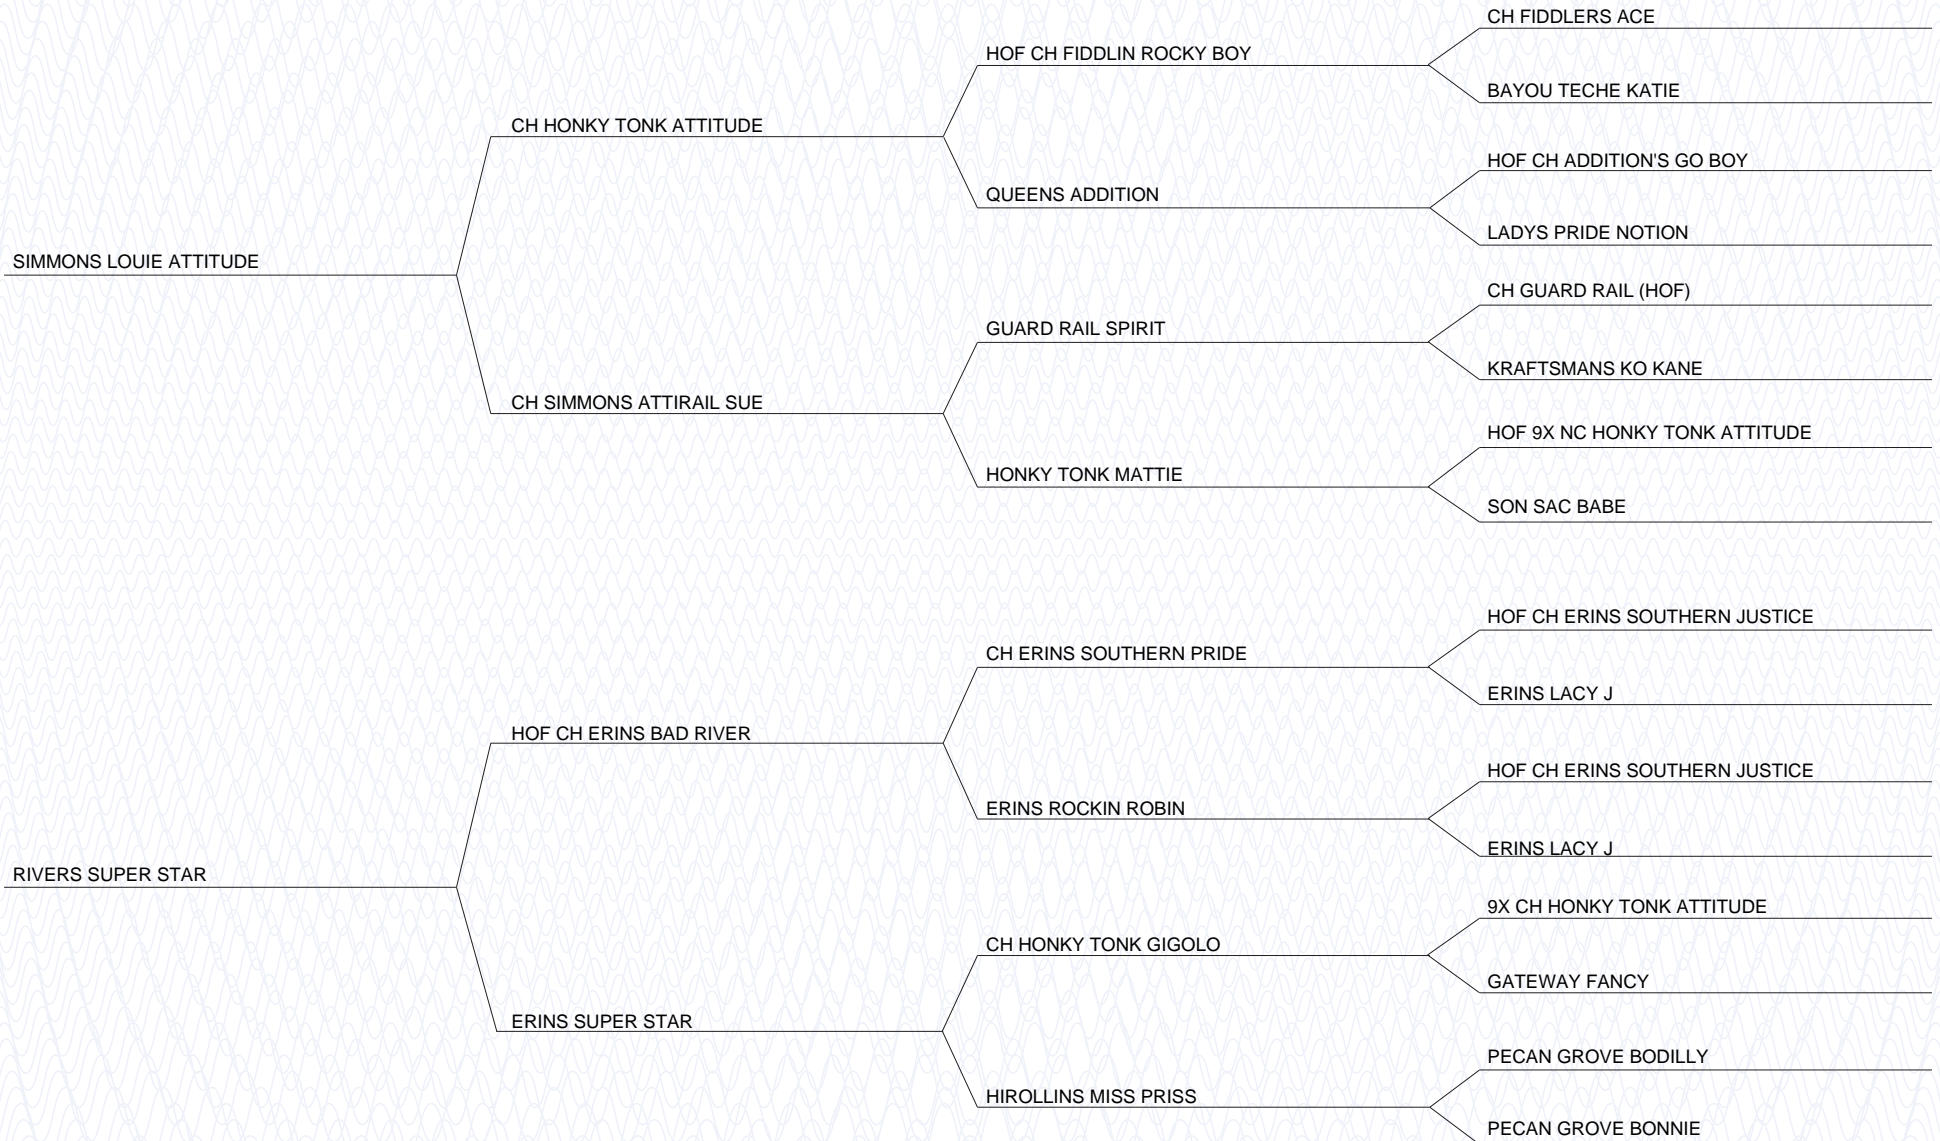 CH FIDDLERS ACE
HOF CH FIDDLIN ROCKY BOY
BAYOU TECHE KATIE
CH HONKY TONK ATTITUDE
HOF CH ADDITION'S GO BOY
QUEENS ADDITION
LADYS PRIDE NOTION
SIMMONS LOUIE ATTITUDE
CH GUARD RAIL (HOF)
GUARD RAIL SPIRIT
KRAFTSMANS KO KANE
CH SIMMONS ATTIRAIL SUE
HOF 9X NC HONKY TONK ATTITUDE
HONKY TONK MATTIE
SON SAC BABE
HOF CH ERINS SOUTHERN JUSTICE
CH ERINS SOUTHERN PRIDE
ERINS LACY J
HOF CH ERINS BAD RIVER
HOF CH ERINS SOUTHERN JUSTICE
ERINS ROCKIN ROBIN
ERINS LACY J
RIVERS SUPER STAR
9X CH HONKY TONK ATTITUDE
CH HONKY TONK GIGOLO
GATEWAY FANCY
ERINS SUPER STAR
PECAN GROVE BODILLY
HIROLLINS MISS PRISS
PECAN GROVE BONNIE